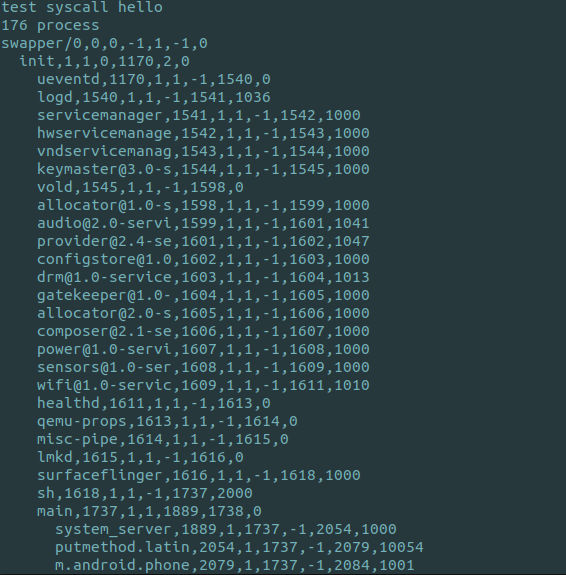 test syscall hello
176 process
swapper/0,0,0,-1,1,-1,0
init,1,1,0,1170,2,0
ueventd,1170,1,1,-1,1540,0
logd,1540,1,1,-1,1541,1036
servicemanager,1541,1,1,-1,1542,1000
hwservicemanage,1542,1,1,-1,1543,1000
vndservicemanag,1543,1,1,-1,1544,1000
keymaster@3.0-s,1544,1,1,-1,1545,1000
vold,1545,1,1,-1,1598,0
allocator@1.0-s,1598,1,1,-1,1599,1000
audio@2.0-servi,1599,1,1,-1,1601,1041
provider@2.4-se,1601,1,1,-1,1602,1047
configstore@1.0,1602,1,1,-1,1603,1000
drm@1.0-service,1603,1,1,-1,1604,1013
gatekeeper@1.0-,1604,1,1,-1,1605,1000
allocator@2.0-s,1605,1,1,-1,1606,1000
composer@2.1-se,1606,1,1,-1,1607,1000
power@1.0-servi,1607,1,1,-1,1608,1000
sensors@1.0-ser,1608,1,1,-1,1609,1000
wifi@1.0-servic,1609,1,1,-1,1611,1010
healthd,1611,1,1,-1,1613,0
qemu-props,1613,1,1,-1,1614,0
misc-pipe,1614,1,1,-1,1615,0
lmkd,1615,1,1,-1,1616,0
surfaceflinger,1616,1,1,-1,1618,1000
sh,1618,1,1,-1,1737,2000
main,1737,1,1,1889,1738,0
system_server,1889,1,1737,-1,2054,1000
putmethod.latin,2054,1,1737,-1,2079,10054
m.android.phone,2079,1,1737,-1,2084,1001